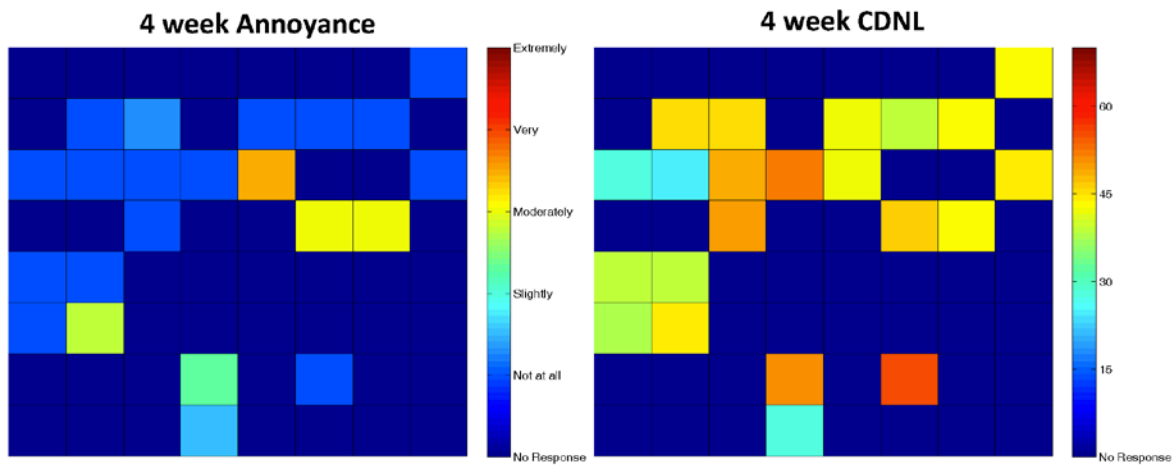 4 week Annoyance
4 week CDNL
Extremely
Very
Moderately
Slightly
Not at all
No Response
60
45
30
15
No Response